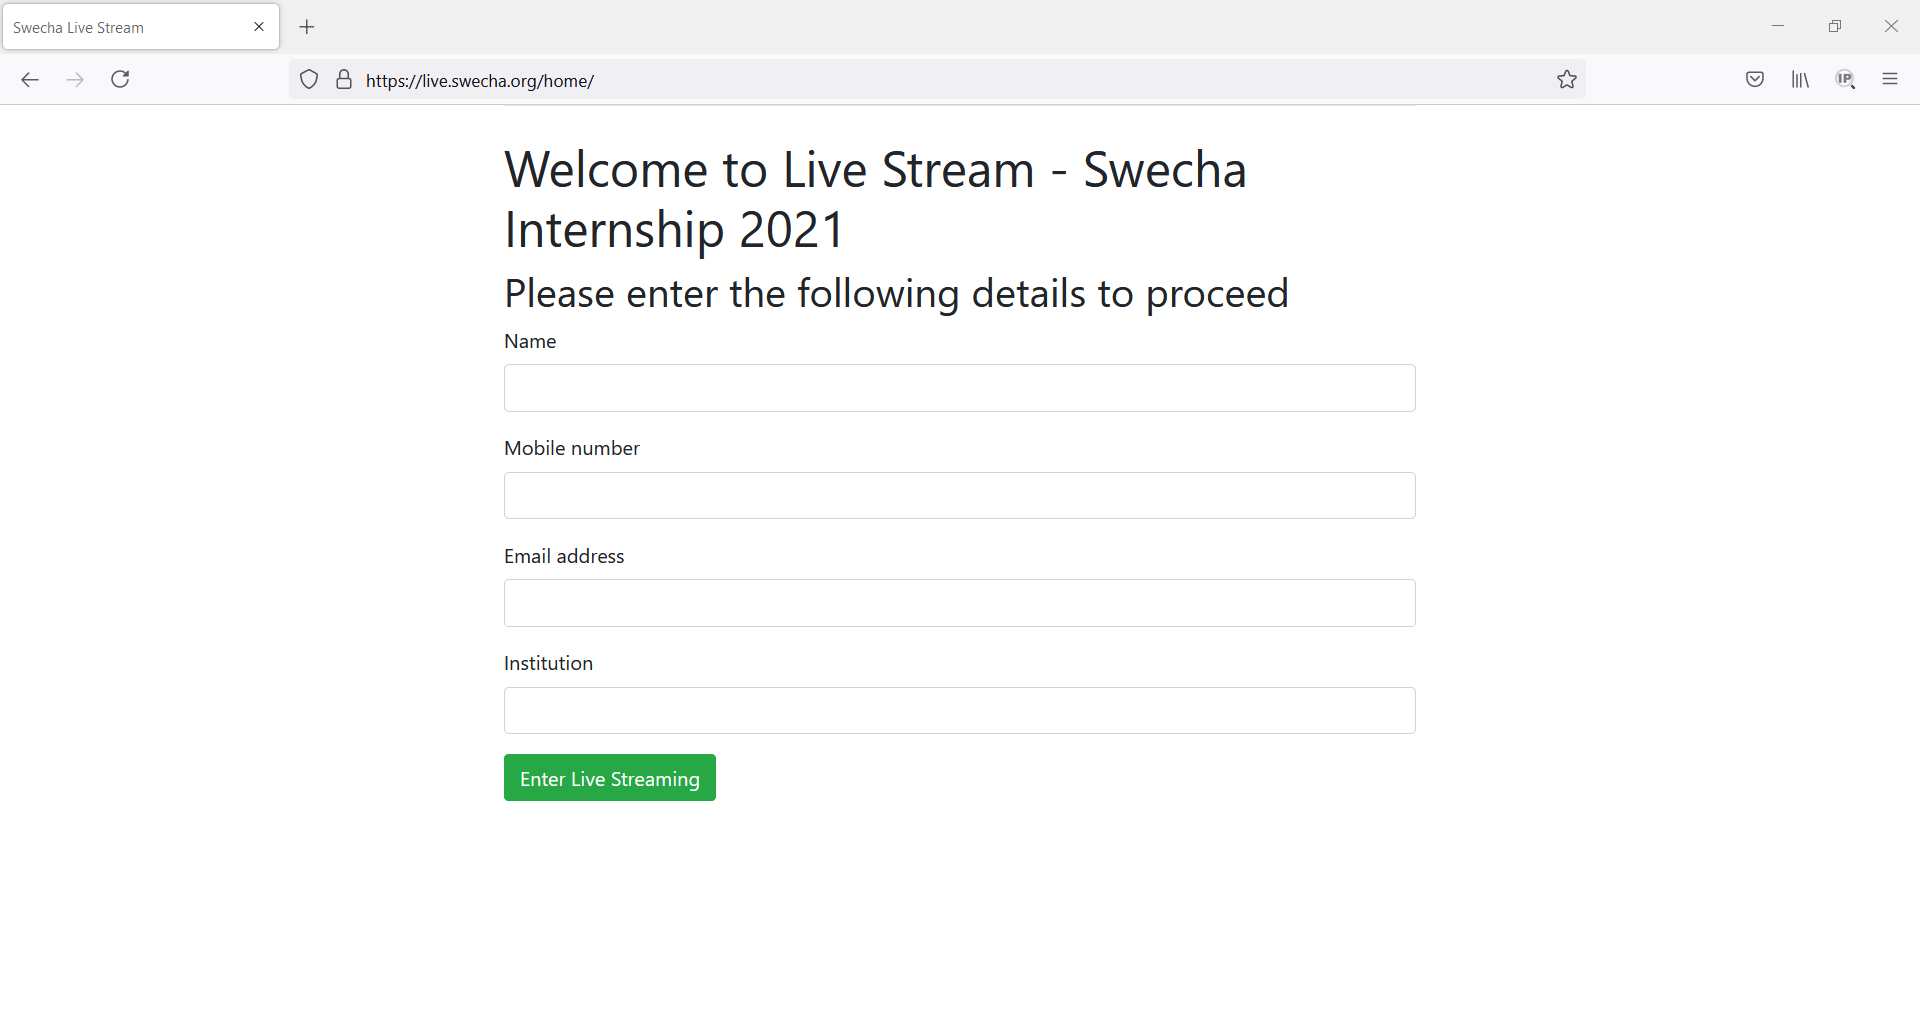 Swecha Live Stream
https://live.swecha.org/home/
IP
Welcome to Live Stream - Swecha
Internship 2021
Please enter the following details to proceed
Name
Mobile number
Email address
Institution
Enter Live Streaming